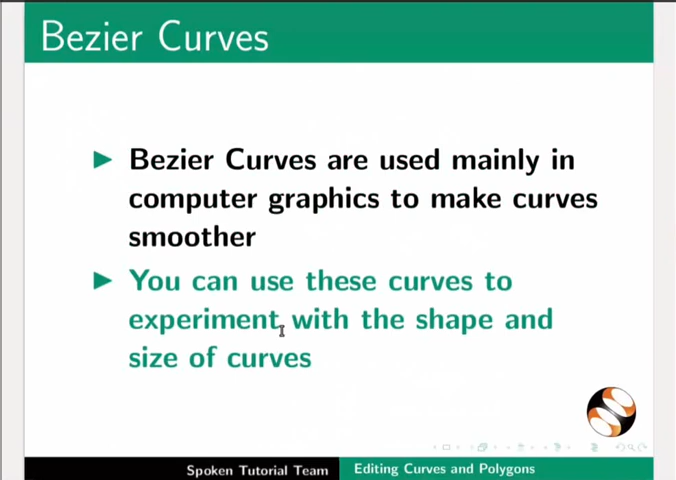 Bezier Curves
Bezier Curves are used mainly in
computer graphics to make curves
smoother
You can use these curves to
experiment with the shape and
size of curves
Spoken Tutorial Team
Editing Curves and Polygons